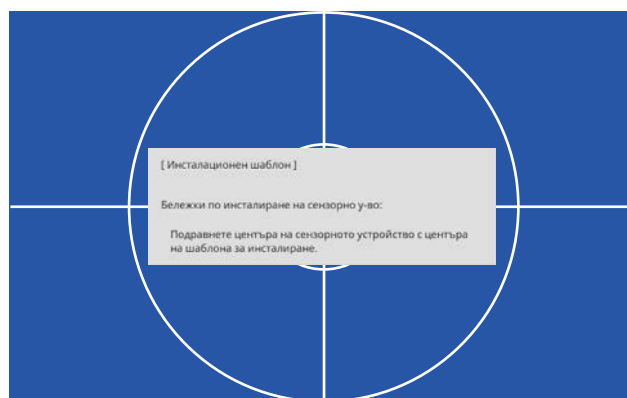 [ Инсталационен шаблон ]
Бележки по инсталиране на сензорно у-во:
Подравнете центъра на сензорното устройство с центъра
на шаблона за инсталиране.